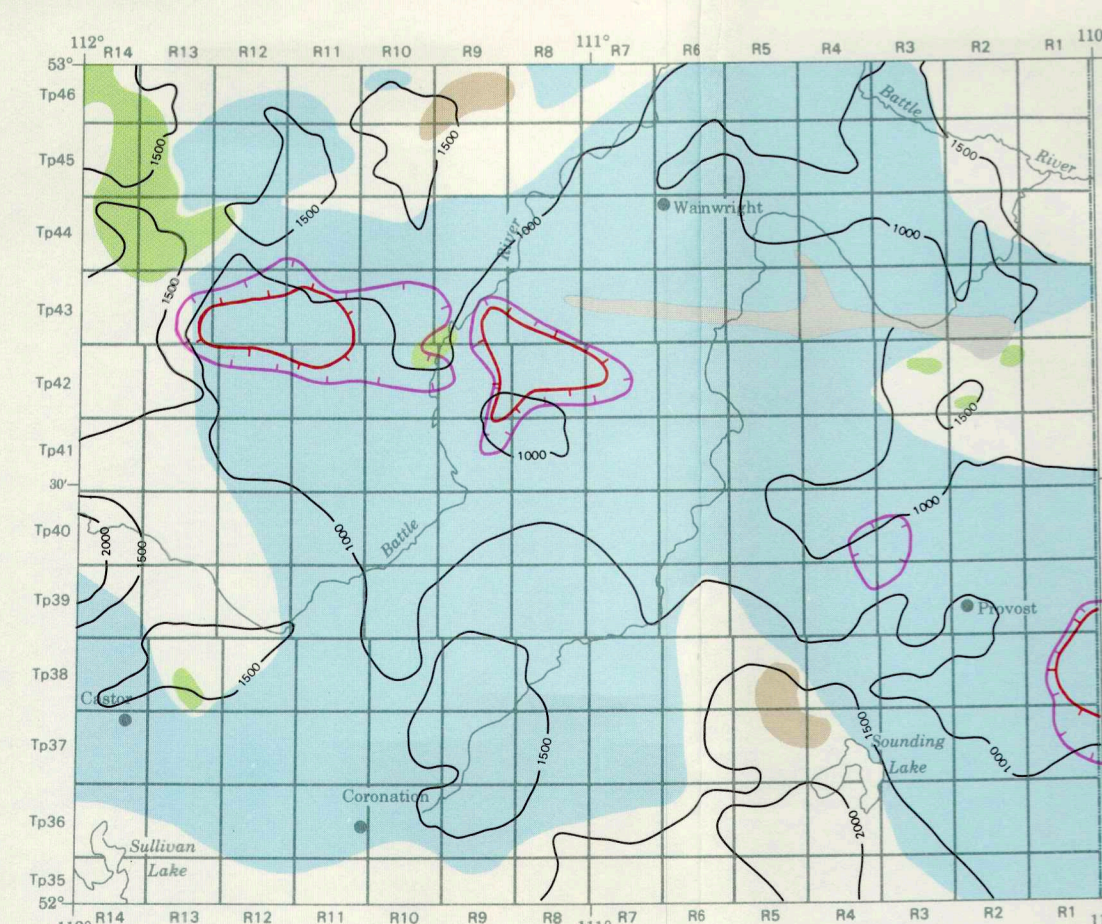 112° 111° 110
R14 R13 R12 R11 R10 R9 R8 R7 R6 R5 R4 R3 R2 R1
53°
Tp46
Battle
1500
1500
1500
River
Tp45
Wainwright
1500
River
1000
1000
Tp44
1500
Tp43
Tp42
1500
Tp41
1000
30'
1000
Tp40
2000
1000
Battle
Tp39
Provost
Tp38
1500
Castor
1500
Tp37
1500
Sounding
Lake
1000
Coronation
Tp36
2000
Sullivan
Lake
Tp35
52°
R14 R13 R12 R11 R10 R9 R8 R7 R6 R5 R4 R3 R2 R1